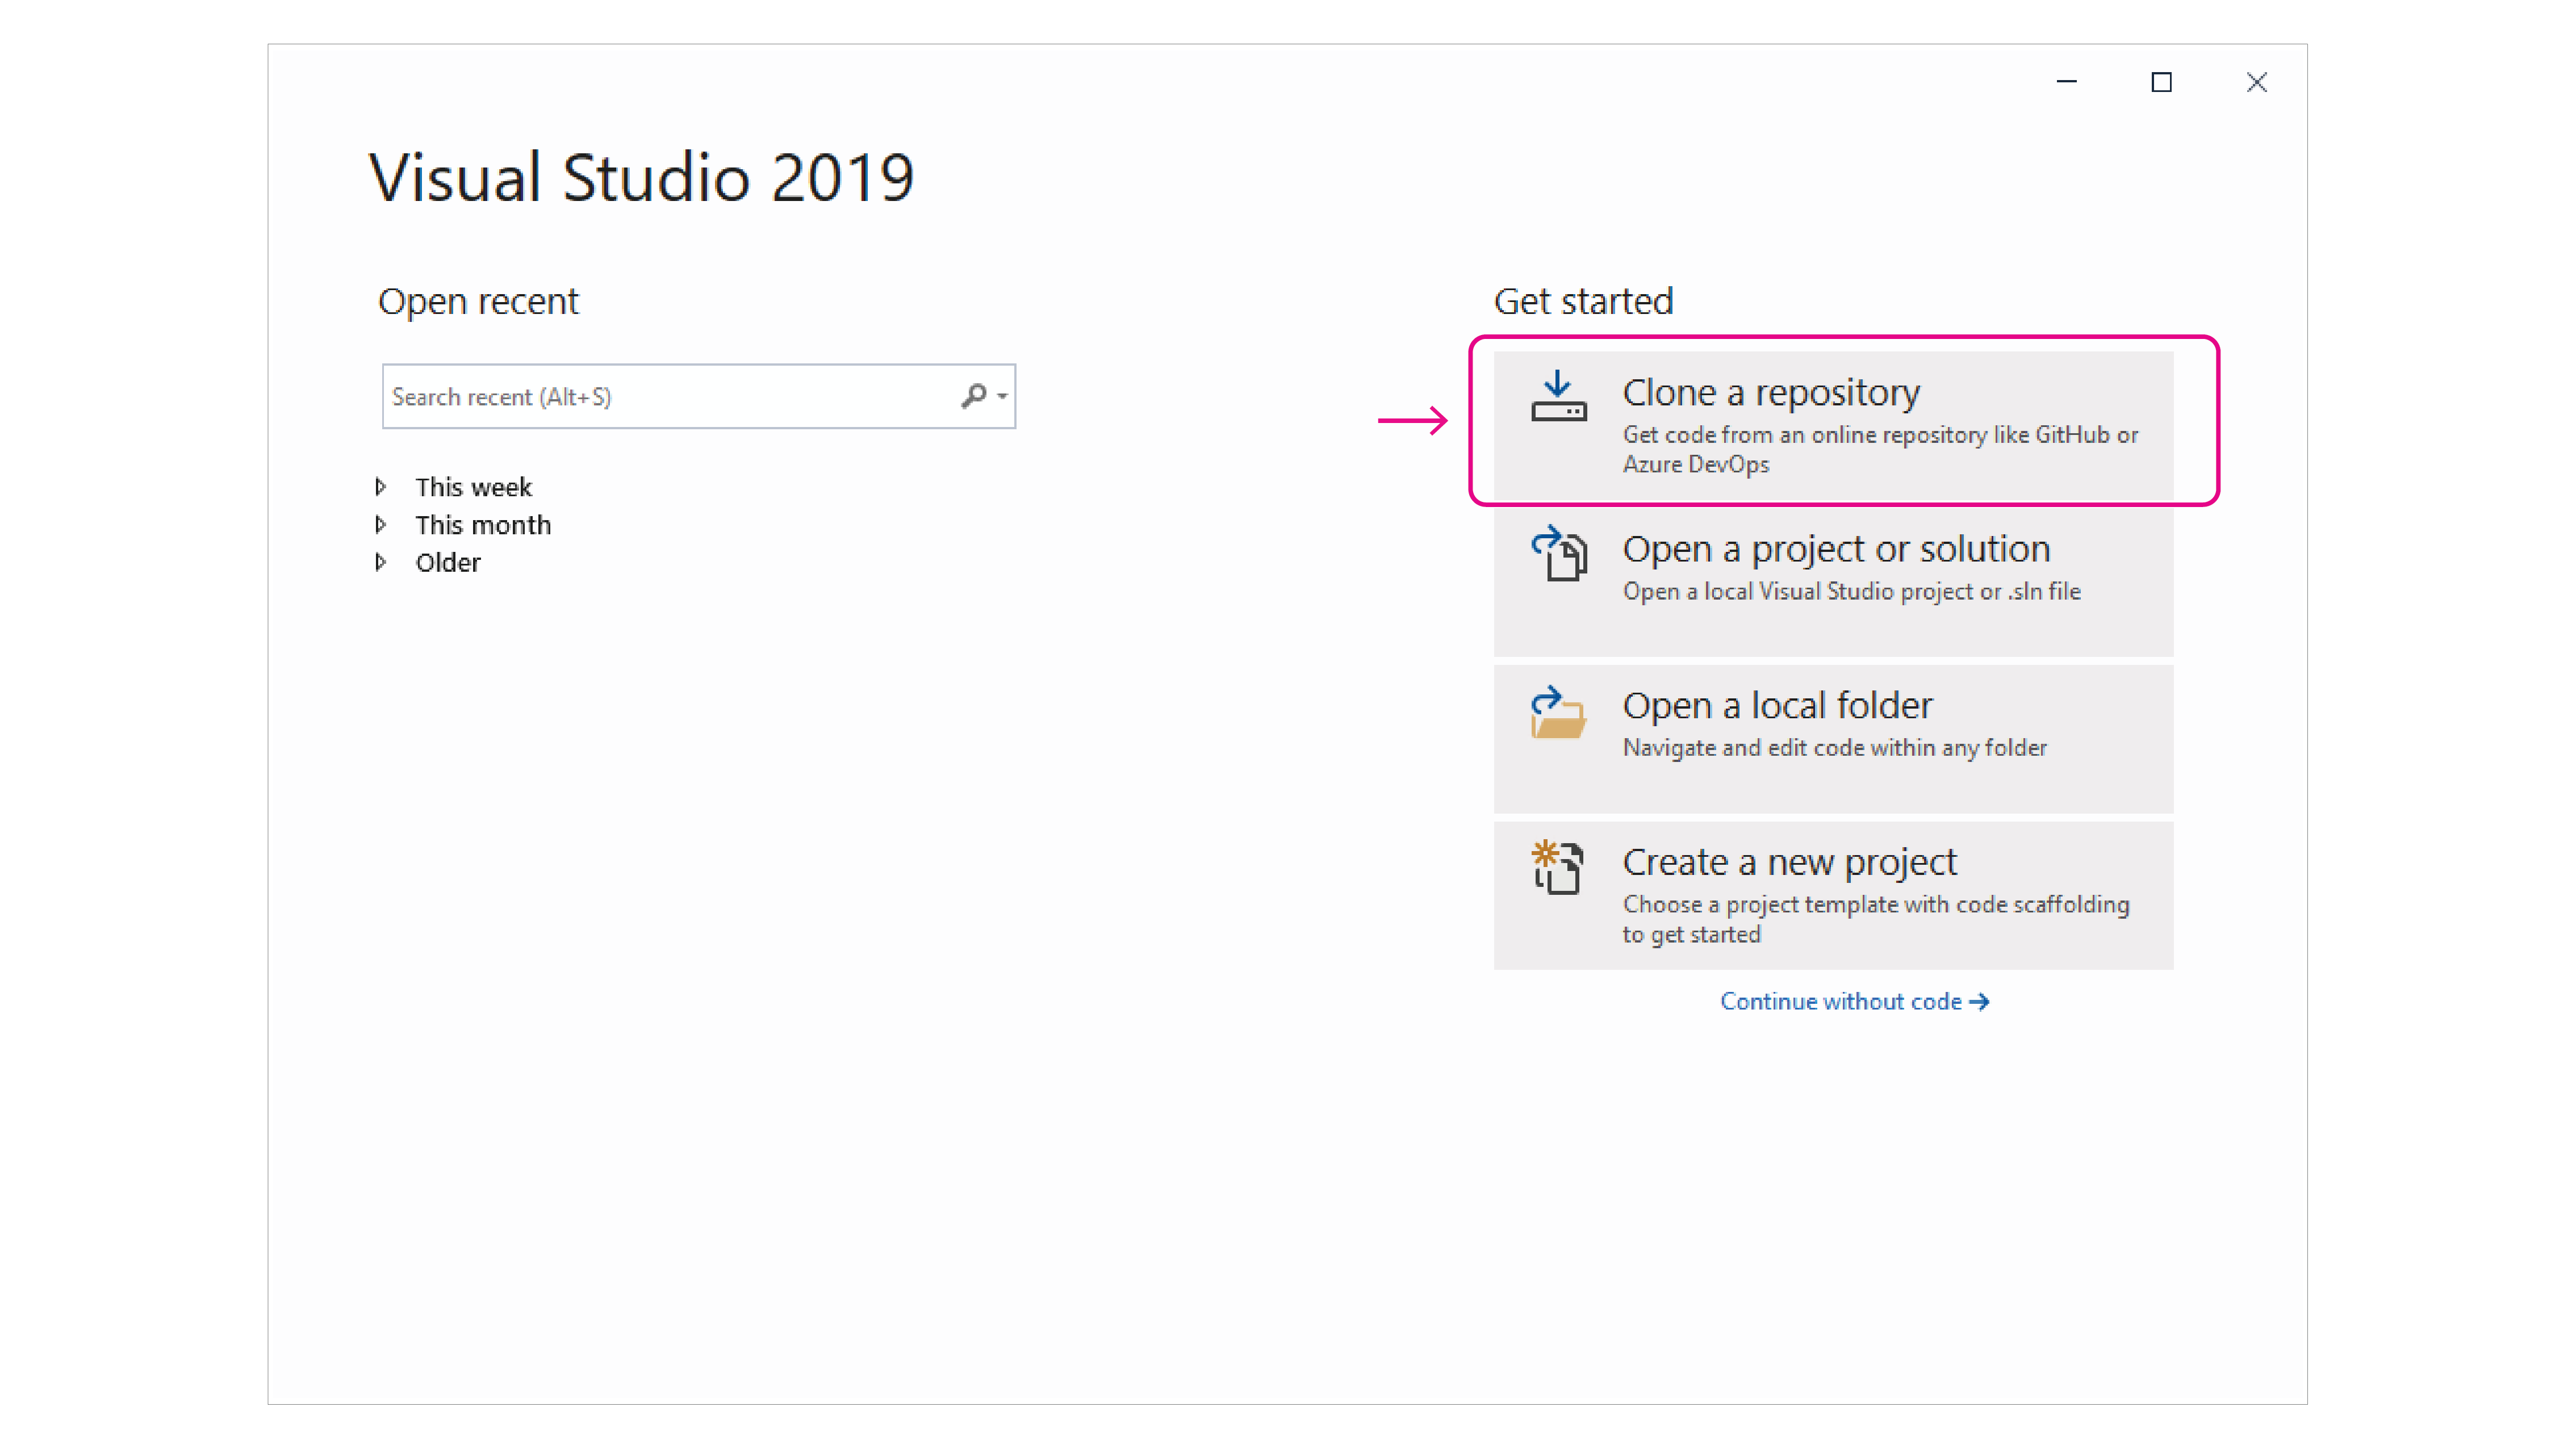 Visual Studio 2019
Open recent
Search recent (Alt+S)
This week
This month
Older
Get started
Clone a repository
Get code from an online repository like GitHub or
Azure DevOps
Open a project or solution
Open a local Visual Studio project or .sln file
Open a local folder
Navigate and edit code within any folder
Create a new project
Choose a project template with code scaffolding
to get started
Continue without code →